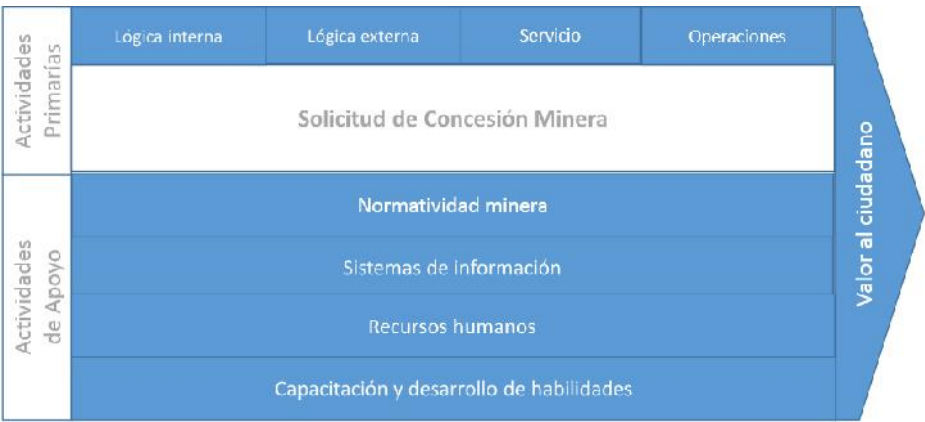 Actividades
Primarías
Lógica interna
Lógica externa
Servicio
Operaciones
Solicitud de Concesión Minera
Actividades
de Apoyo
Normatividad minera
Sistemas de información
Recursos humanos
Capacitación y desarrollo de habilidades
Valor al ciudadano